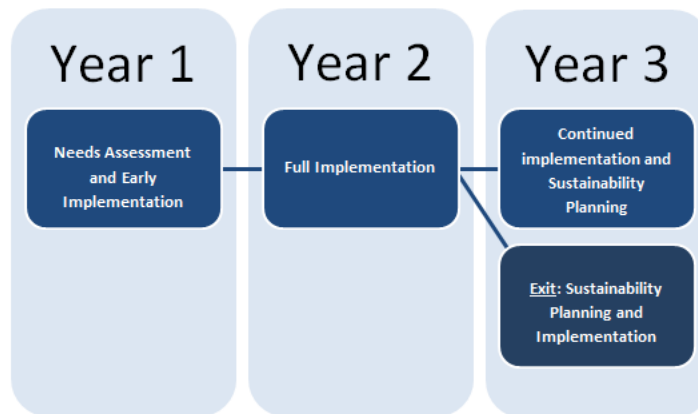 Year 1
Needs Assessment
and Early
Implementation
Year 2
Full Implementation
Year 3
Continued
implementation and
Sustainability
Planning
Exit: Sustainability
Planning and
Implementation